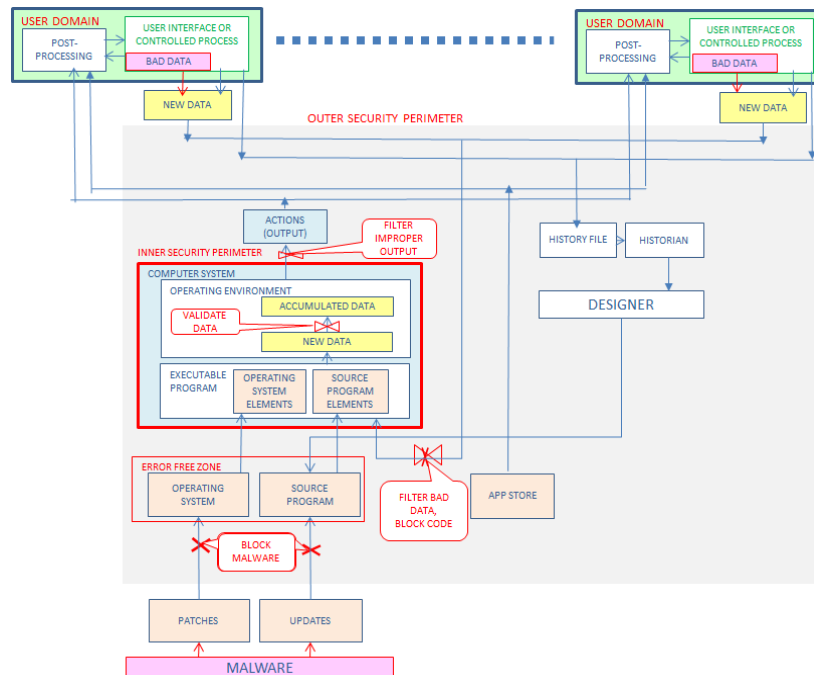 USER DOMAIN
USER INTERFACE OR
CONTROLLED PROCESS
POST-
PROCESSING
BAD DATA
NEW DATA
USER DOMAIN
USER INTERFACE OR
CONTROLLED PROCESS
POST-
PROCESSING
BAD DATA
NEW DATA
OUTER SECURITY PERIMETER
ACTIONS
(OUTPUT)
FILTER
IMPROPER
OUTPUT
INNER SECURITY PERIMETER
COMPUTER SYSTEM
OPERATING ENVIRONMENT
ACCUMULATED DATA
VALIDATE
DATA
NEW DATA
EXECUTABLE
PROGRAM
OPERATING
SYSTEM
ELEMENTS
SOURCE
PROGRAM
ELEMENTS
HISTORY FILE
HISTORIAN
DESIGNER
ERROR FREE ZONE
OPERATING
SYSTEM
SOURCE
PROGRAM
FILTER BAD
DATA,
BLOCK CODE
APP STORE
BLOCK
MALWARE
PATCHES
UPDATES
MALWARE